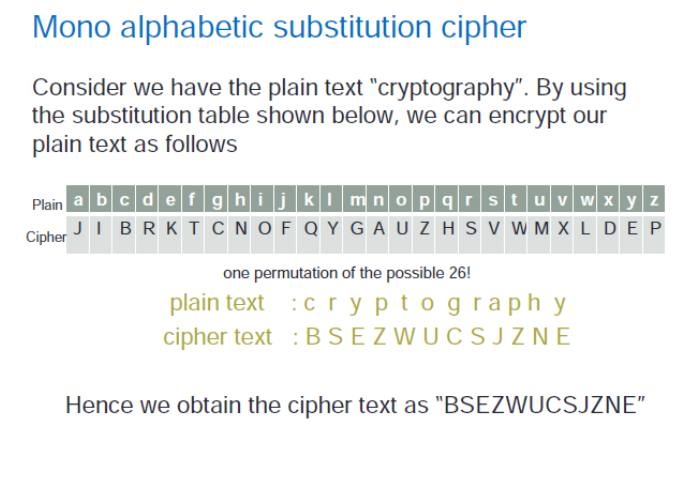 Mono alphabetic substitution cipher
Consider we have the plain text “cryptography”. By using
the substitution table shown below, we can encrypt our
plain text as follows
Plain a b c d e f g h i j k l m n o p q r s t u v w x y z
Cipher J I B R K T C N O F Q Y G A U Z H S V W M X L D E P
one permutation of the possible 26!
plain text : c r y p t o g r a p h y
cipher text : B S E Z W U C S J Z N E
Hence we obtain the cipher text as “BSEZWUCSJZNE”